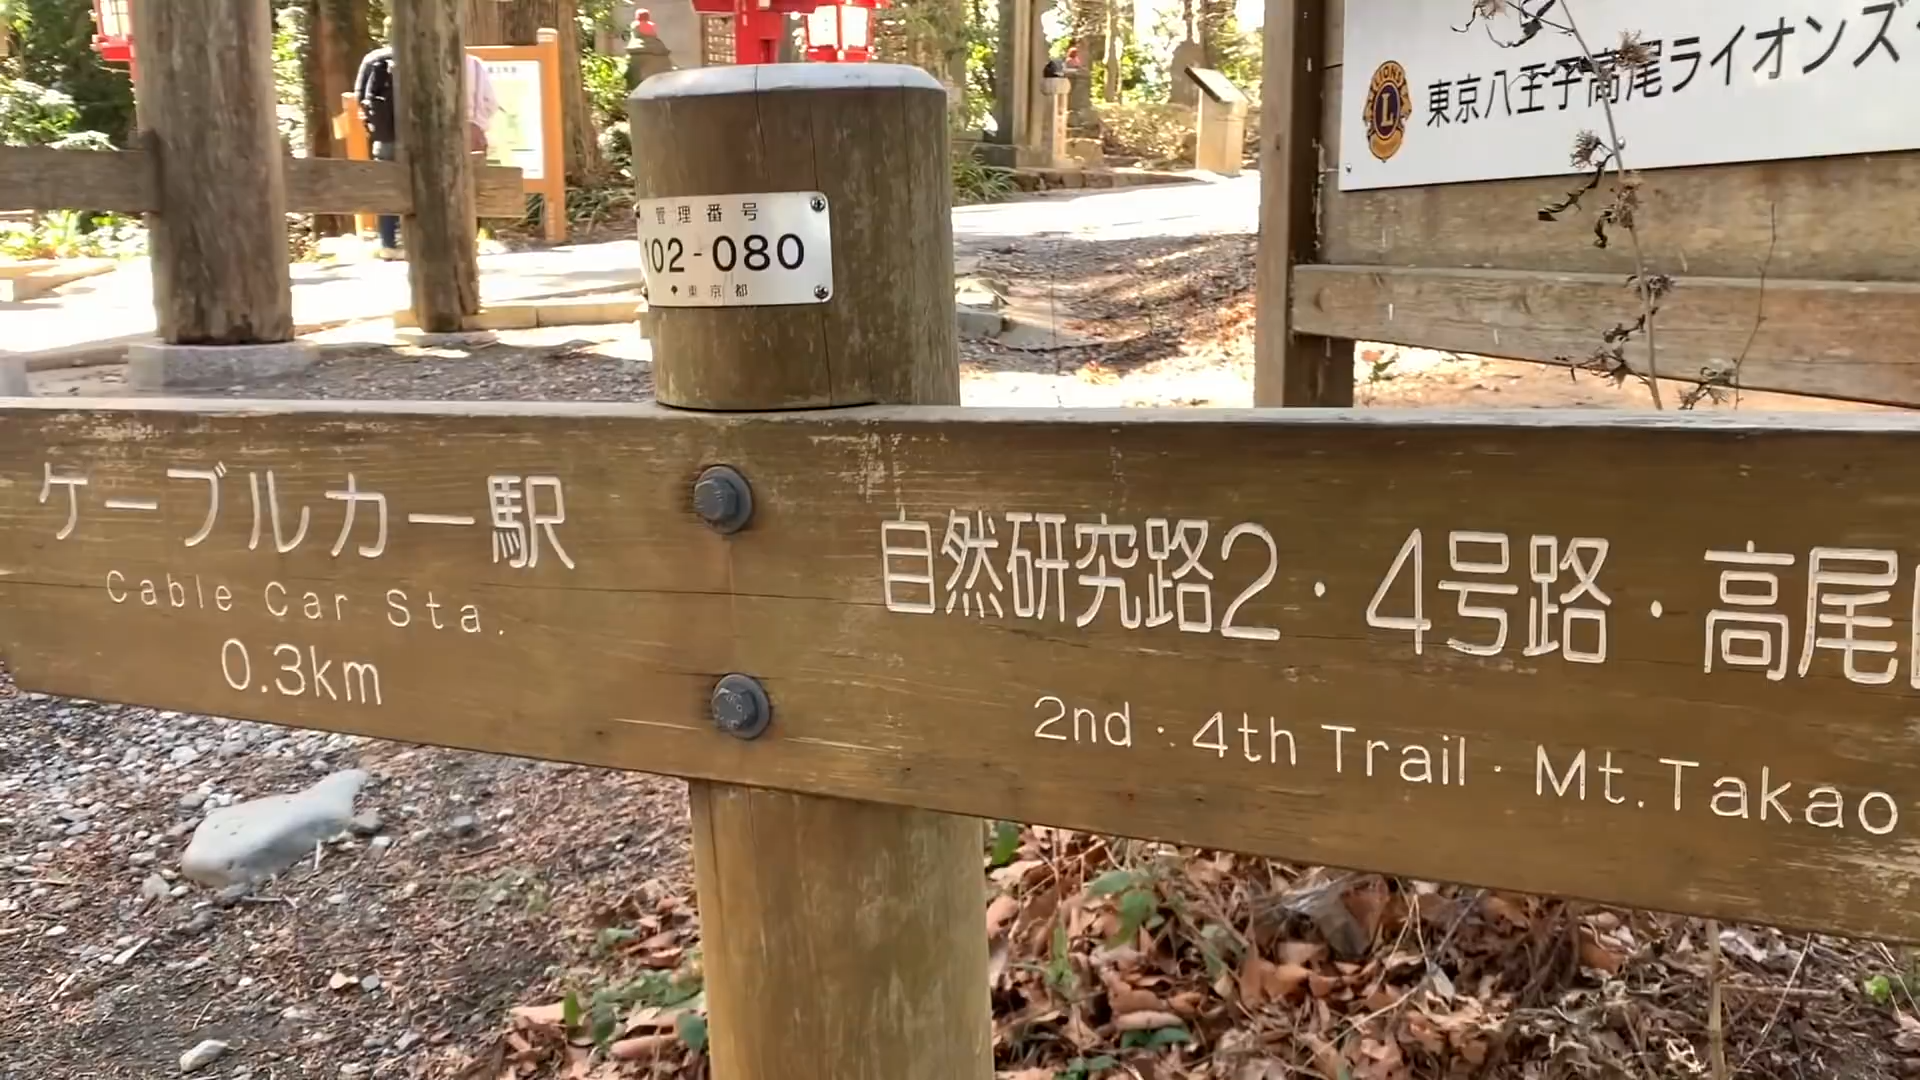 東京八王子高尾ライオンズ
管理番号
102-080
東京都
ケーブルカー駅
Cable Car Sta.
0.3km
自然研究路2・4号路・高尾
2nd・4th Trail・Mt.Takao